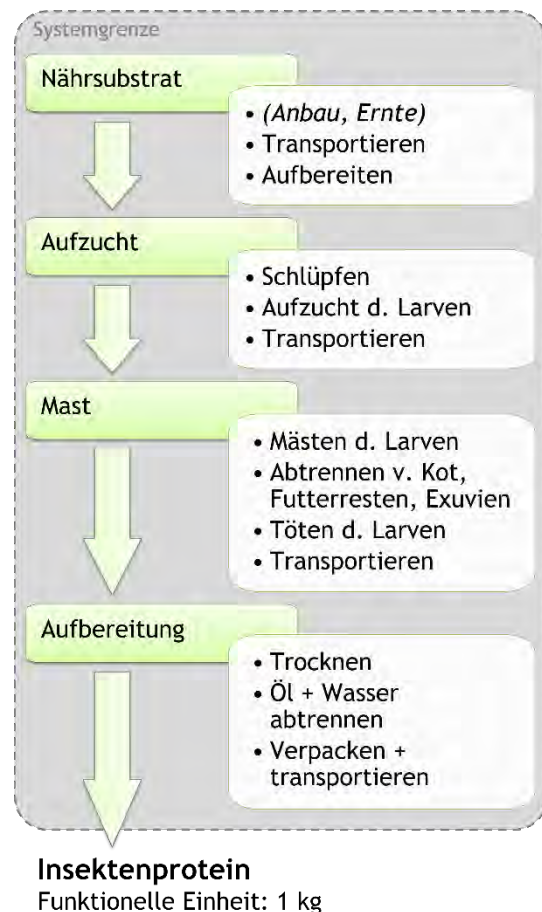 Systemgrenze
Nährsubstrat
• (Anbau, Ernte)
• Transportieren
• Aufbereiten
Aufzucht
• Schlüpfen
• Aufzucht d. Larven
• Transportieren
Mast
• Mästen d. Larven
• Abtrennen v. Kot,
Futterresten, Exuvien
• Töten d. Larven
• Transportieren
Aufbereitung
• Trocknen
• Öl + Wasser
abtrennen
• Verpacken +
transportieren
Insektenprotein
Funktionelle Einheit: 1 kg